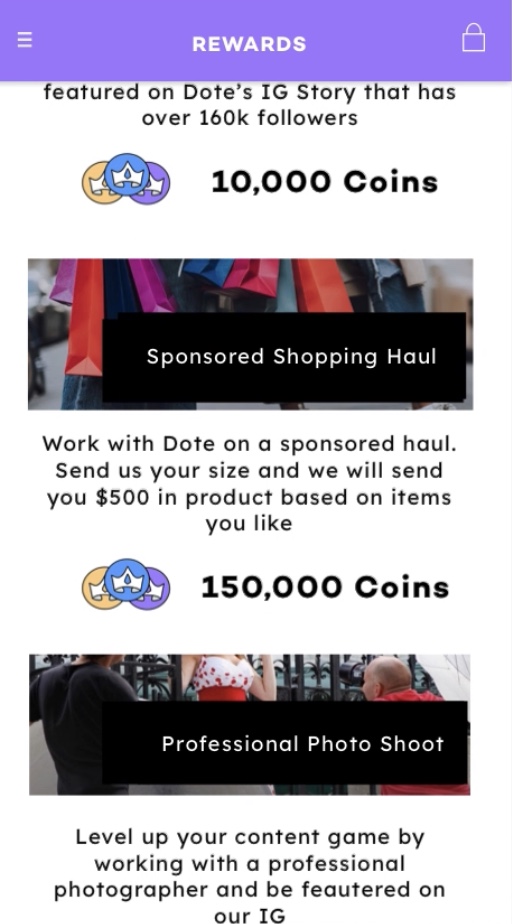 REWARDS
featured on Dote's IG Story that has
over 160k followers
10,000 Coins
Sponsored Shopping Haul
Work with Dote on a sponsored haul.
Send us your size and we will send
you $500 in product based on items
you like
150,000 Coins
Professional Photo Shoot
Level up your content game by
working with a professional
photographer and be feautered on
our IG